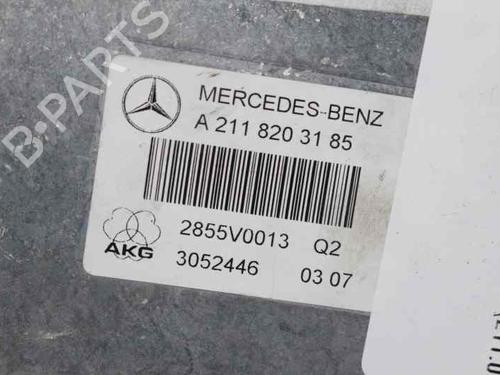 B-PARTS
MERCEDES-BENZ
A 211 820 31 85
2855V0013 Q2
AKG
3052446 03 07